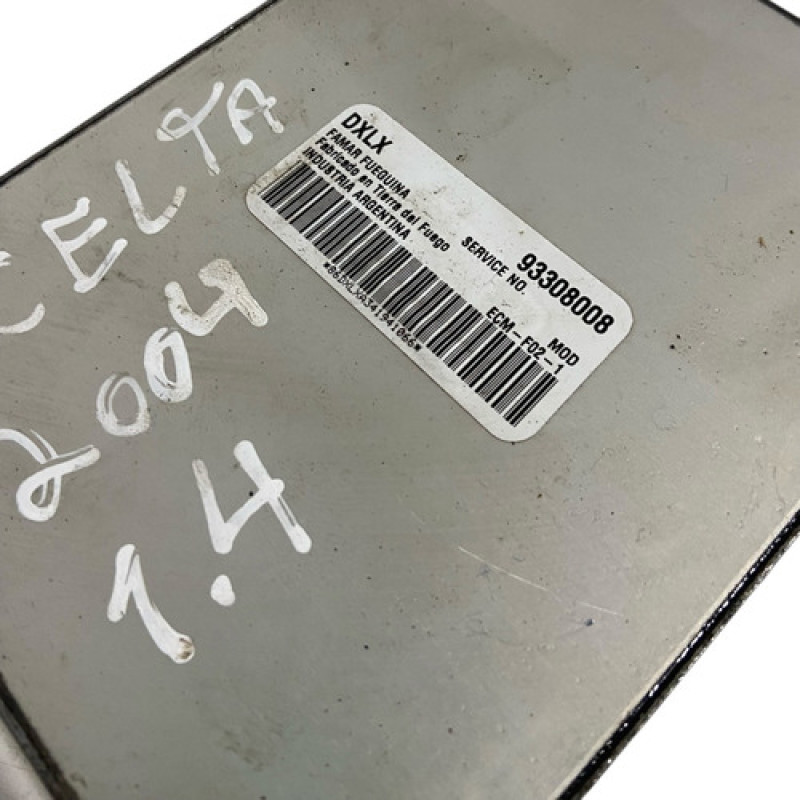 CELTA
2004
1.4
DXLX
FAMAR FUEGUINA
Fabricado en Tierra del Fuego
INDUSTRIA ARGENTINA
SERVICE NO.
93308008
MOD
ECM-F02-1
*06DXLXA34194I066*